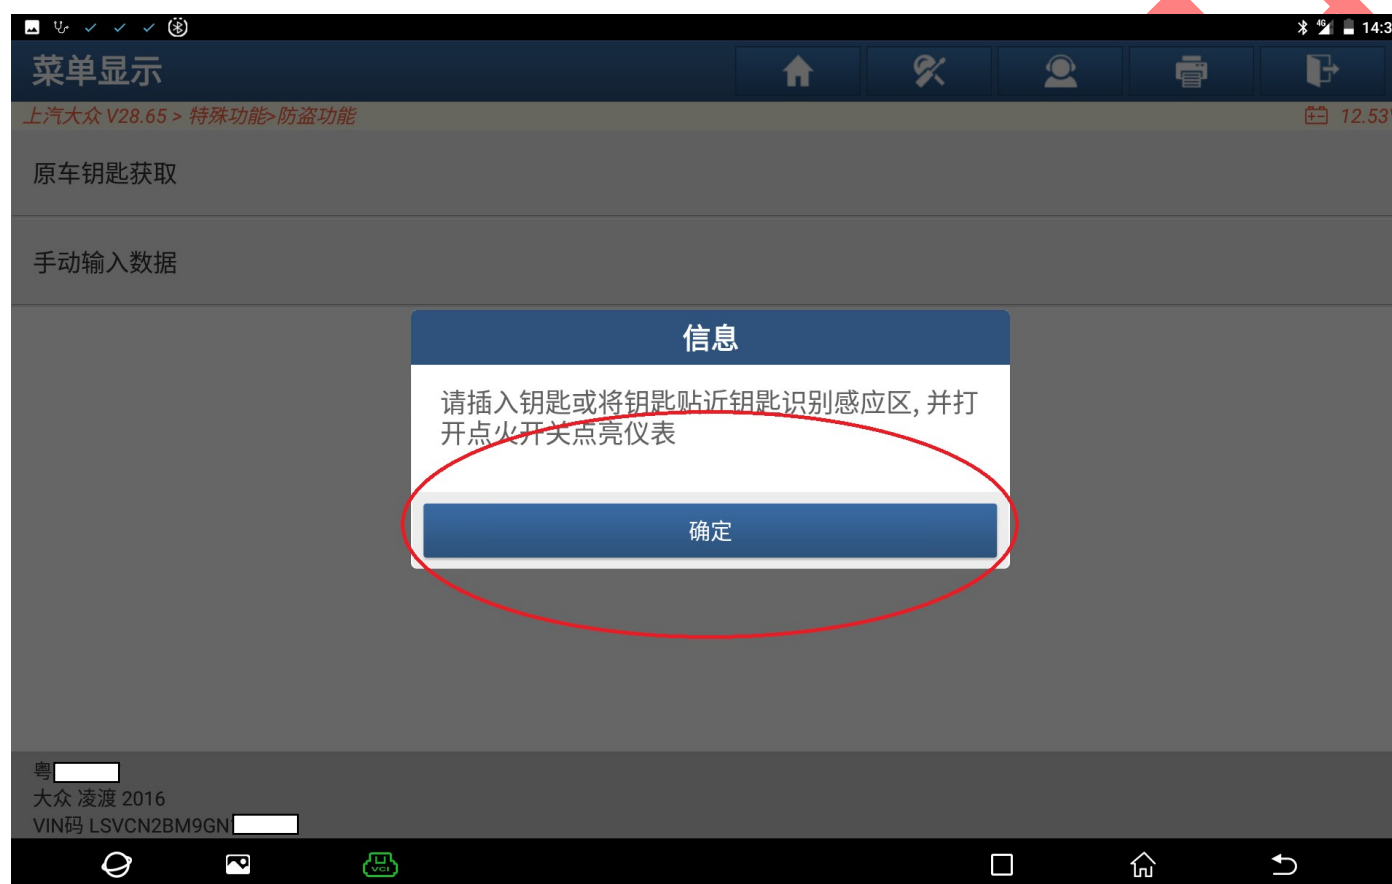 4G 14:3
菜单显示
上汽大众 V28.65 > 特殊功能>防盗功能
12.53
原车钥匙获取
手动输入数据
信息
请插入钥匙或将钥匙贴近钥匙识别感应区, 并打
开点火开关点亮仪表
确定
粤
大众 凌渡 2016
VIN码 LSVCN2BM9GN
VCI